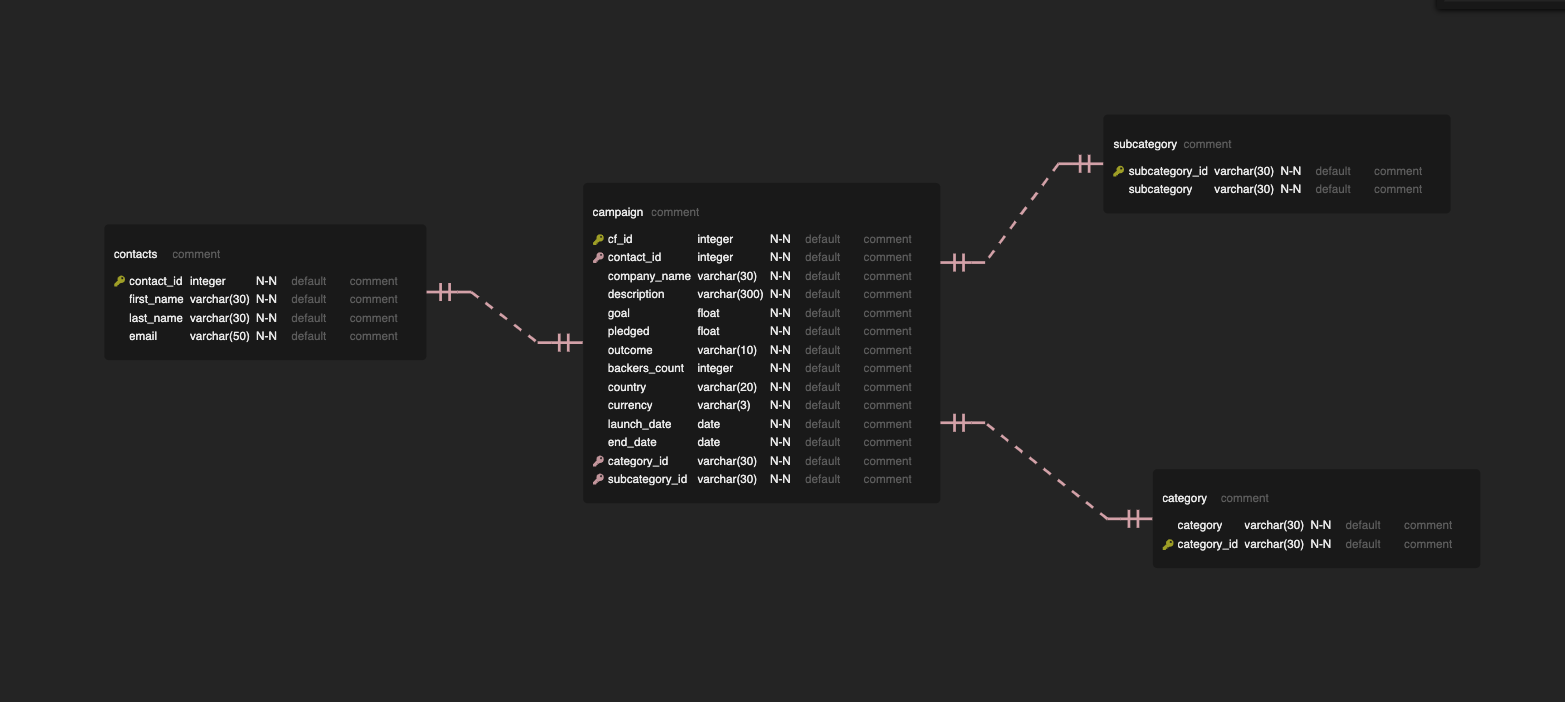 contacts comment
contact_id integer N-N default comment
first_name varchar(30) N-N default comment
last_name varchar(30) N-N default comment
email varchar(50) N-N default comment
campaign comment
cf_id integer N-N default comment
contact_id integer N-N default comment
company_name varchar(30) N-N default comment
description varchar(300) N-N default comment
goal float N-N default comment
pledged float N-N default comment
outcome varchar(10) N-N default comment
backers_count integer N-N default comment
country varchar(20) N-N default comment
currency varchar(3) N-N default comment
launch_date date N-N default comment
end_date date N-N default comment
category_id varchar(30) N-N default comment
subcategory_id varchar(30) N-N default comment
subcategory comment
subcategory_id varchar(30) N-N default comment
subcategory varchar(30) N-N default comment
category comment
category varchar(30) N-N default comment
category_id varchar(30) N-N default comment